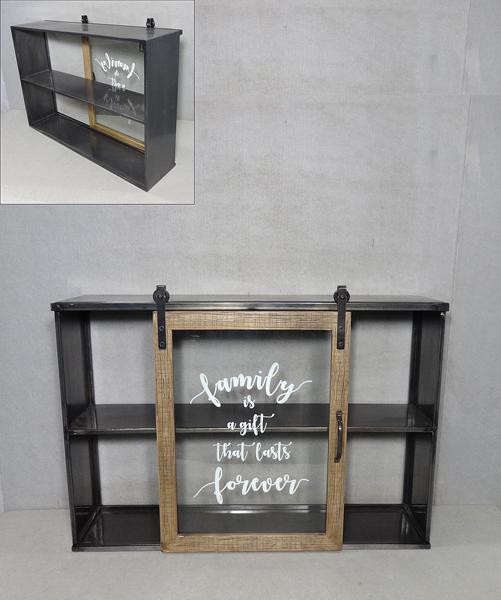 family
is
a gift
that lasts
forever